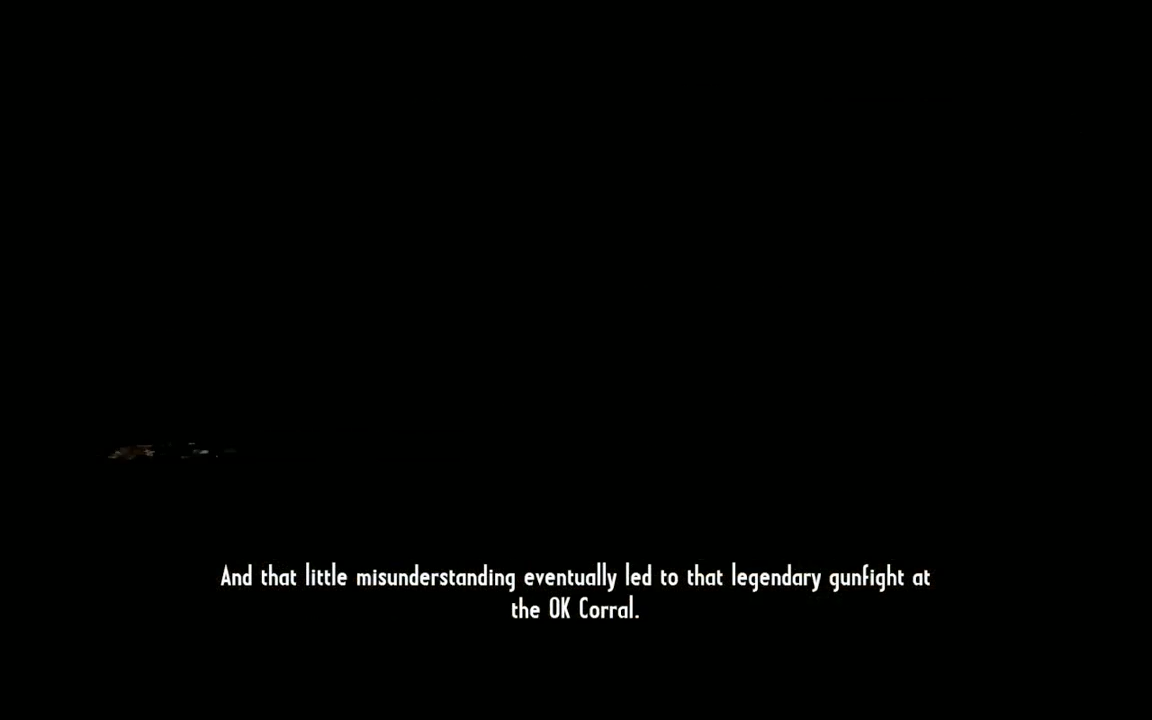 And that little misunderstanding eventually led to that legendary gunfight at
the OK Corral.